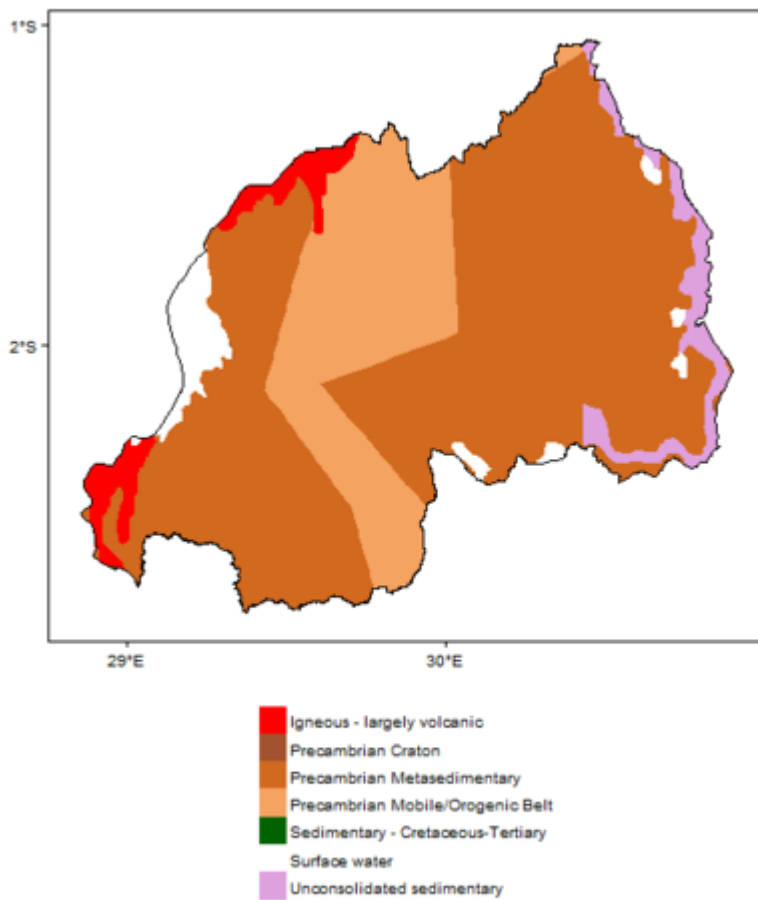 1°S
2°S
29°E
30°E
Igneous - largely volcanic
Precambrian Craton
Precambrian Metasedimentary
Precambrian Mobile/Orogenic Belt
Sedimentary - Cretaceous-Tertiary
Surface water
Unconsolidated sedimentary